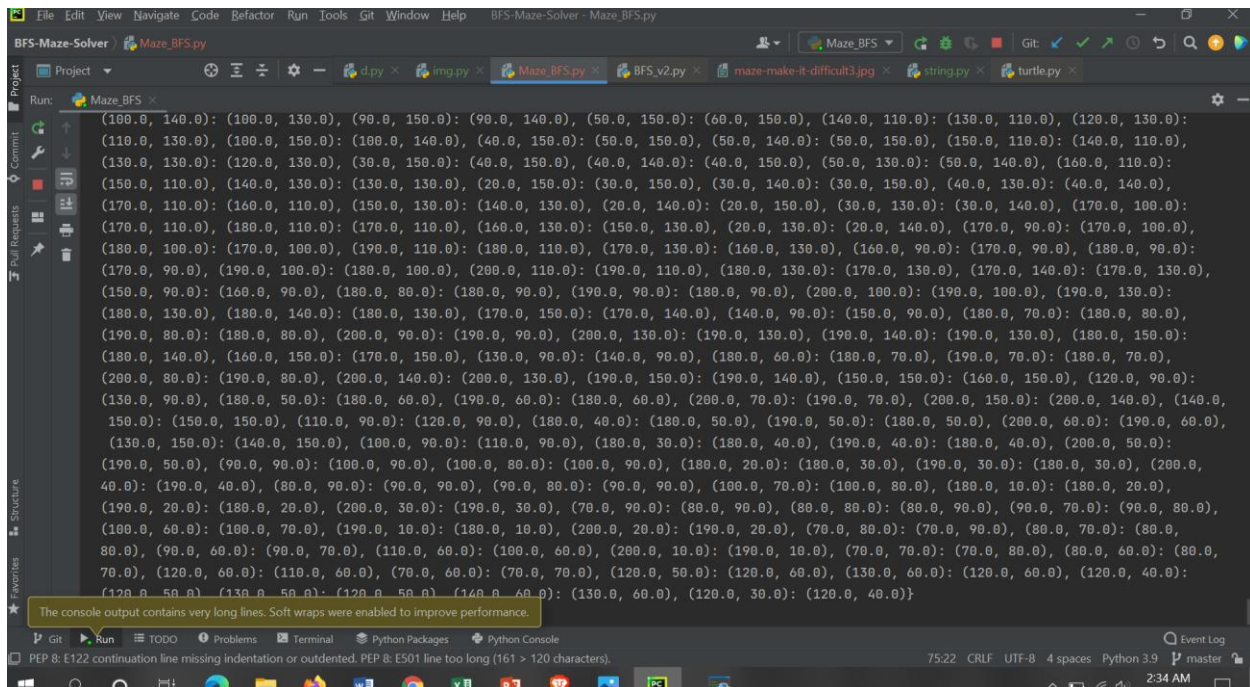 PC File Edit View Navigate Code Refactor Run Tools Git Window Help BFS-Maze-Solver - Maze_BFS.py
BFS-Maze-Solver Maze_BFS.py Maze_BFS Git:
Project d.py img.py Maze_BFS.py BFS_v2.py maze-make-it-difficult3.jpg string.py turtle.py
Run: Maze_BFS
(100.0, 140.0): (100.0, 130.0), (90.0, 150.0): (90.0, 140.0), (50.0, 150.0): (60.0, 150.0), (140.0, 110.0): (130.0, 110.0), (120.0, 130.0):
(110.0, 130.0), (100.0, 150.0): (100.0, 140.0), (40.0, 150.0): (50.0, 150.0), (50.0, 140.0): (50.0, 150.0), (150.0, 110.0): (140.0, 110.0),
(130.0, 130.0): (120.0, 130.0), (30.0, 150.0): (40.0, 150.0), (40.0, 140.0): (40.0, 150.0), (50.0, 130.0): (50.0, 140.0), (160.0, 110.0):
(150.0, 110.0), (140.0, 130.0): (130.0, 130.0), (20.0, 150.0): (30.0, 150.0), (30.0, 140.0): (30.0, 150.0), (40.0, 130.0): (40.0, 140.0),
(170.0, 110.0): (160.0, 110.0), (150.0, 130.0): (140.0, 130.0), (20.0, 140.0): (20.0, 150.0), (30.0, 130.0): (30.0, 140.0), (170.0, 100.0):
(170.0, 110.0), (180.0, 110.0): (170.0, 110.0), (160.0, 130.0): (150.0, 130.0), (20.0, 130.0): (20.0, 140.0), (170.0, 90.0): (170.0, 100.0),
(180.0, 100.0): (170.0, 100.0), (190.0, 110.0): (180.0, 110.0), (170.0, 130.0): (160.0, 130.0), (160.0, 90.0): (170.0, 90.0), (180.0, 90.0):
(170.0, 90.0), (190.0, 100.0): (180.0, 100.0), (200.0, 110.0): (190.0, 110.0), (180.0, 130.0): (170.0, 130.0), (170.0, 140.0): (170.0, 130.0),
(150.0, 90.0): (160.0, 90.0), (180.0, 80.0): (180.0, 90.0), (190.0, 90.0): (180.0, 90.0), (200.0, 100.0): (190.0, 100.0), (190.0, 130.0):
(180.0, 130.0), (180.0, 140.0): (180.0, 130.0), (170.0, 150.0): (170.0, 140.0), (140.0, 90.0): (150.0, 90.0), (180.0, 70.0): (180.0, 80.0),
(190.0, 80.0): (180.0, 80.0), (200.0, 90.0): (190.0, 90.0), (200.0, 130.0): (190.0, 130.0), (190.0, 140.0): (190.0, 130.0), (180.0, 150.0):
(180.0, 140.0), (160.0, 150.0): (170.0, 150.0), (130.0, 90.0): (140.0, 90.0), (180.0, 60.0): (180.0, 70.0), (190.0, 70.0): (180.0, 70.0),
(200.0, 80.0): (190.0, 80.0), (200.0, 140.0): (200.0, 130.0), (190.0, 150.0): (190.0, 140.0), (150.0, 150.0): (160.0, 150.0), (120.0, 90.0):
(130.0, 90.0), (180.0, 50.0): (180.0, 60.0), (190.0, 60.0): (180.0, 60.0), (200.0, 70.0): (190.0, 70.0), (200.0, 150.0): (200.0, 140.0), (140.0,
150.0): (150.0, 150.0), (110.0, 90.0): (120.0, 90.0), (180.0, 40.0): (180.0, 50.0), (190.0, 50.0): (180.0, 50.0), (200.0, 60.0): (190.0, 60.0),
(130.0, 150.0): (140.0, 150.0), (100.0, 90.0): (110.0, 90.0), (180.0, 30.0): (180.0, 40.0), (190.0, 40.0): (180.0, 40.0), (200.0, 50.0):
(190.0, 50.0), (90.0, 90.0): (100.0, 90.0), (100.0, 80.0): (100.0, 90.0), (180.0, 20.0): (180.0, 30.0), (190.0, 30.0): (180.0, 30.0), (200.0,
40.0): (190.0, 40.0), (80.0, 90.0): (90.0, 90.0), (90.0, 80.0): (90.0, 90.0), (100.0, 70.0): (100.0, 80.0), (180.0, 10.0): (180.0, 20.0),
(190.0, 20.0): (180.0, 20.0), (200.0, 30.0): (190.0, 30.0), (70.0, 90.0): (80.0, 90.0), (80.0, 80.0): (80.0, 90.0), (90.0, 70.0): (90.0, 80.0),
(100.0, 60.0): (100.0, 70.0), (190.0, 10.0): (180.0, 10.0), (200.0, 20.0): (190.0, 20.0), (70.0, 80.0): (70.0, 90.0), (80.0, 70.0): (80.0,
80.0), (90.0, 60.0): (90.0, 70.0), (110.0, 60.0): (100.0, 60.0), (200.0, 10.0): (190.0, 10.0), (70.0, 70.0): (70.0, 80.0), (80.0, 60.0): (80.0,
70.0), (120.0, 60.0): (110.0, 60.0), (70.0, 60.0): (70.0, 70.0), (120.0, 50.0): (120.0, 60.0), (130.0, 60.0): (120.0, 60.0), (120.0, 40.0):
(120.0, 50.0), (130.0, 50.0): (120.0, 50.0), (140.0, 60.0): (130.0, 60.0), (120.0, 30.0): (120.0, 40.0)}
The console output contains very long lines. Soft wraps were enabled to improve performance.
Git Run TODO Problems Terminal Python Packages Python Console Event Log
PEP 8: E122 continuation line missing indentation or outdented. PEP 8: E501 line too long (161 > 120 characters). 75:22 CRLF UTF-8 4 spaces Python 3.9 master
2:34 AM
Project
Commit
Pull Requests
Structure
Favorites